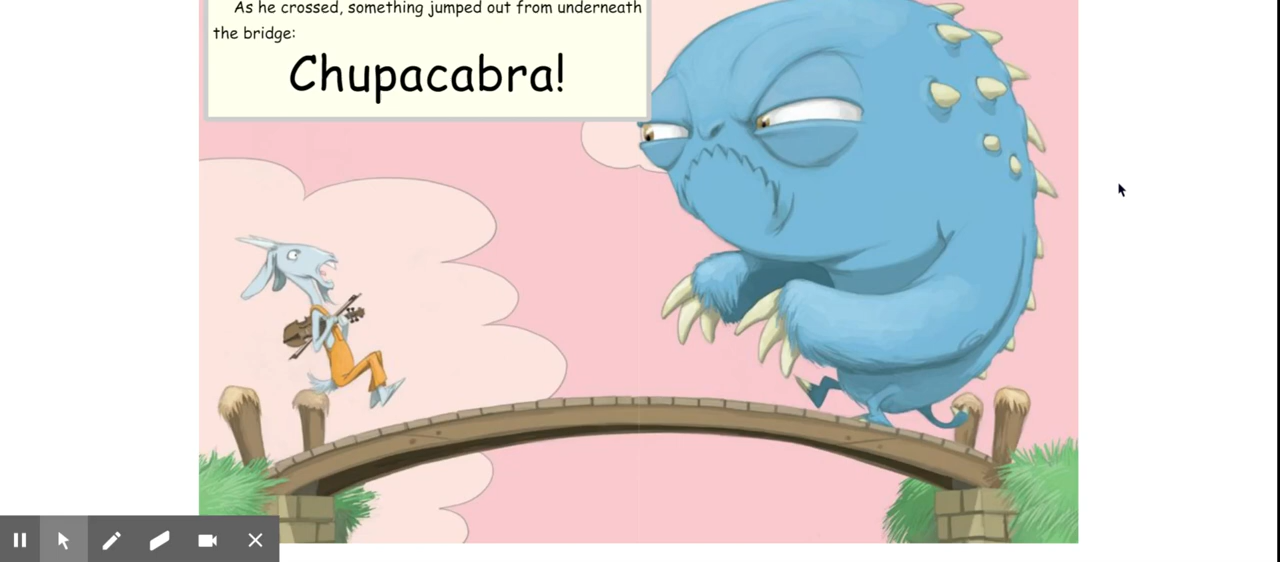 As he crossed, something jumped out from underneath
the bridge:
Chupacabra!